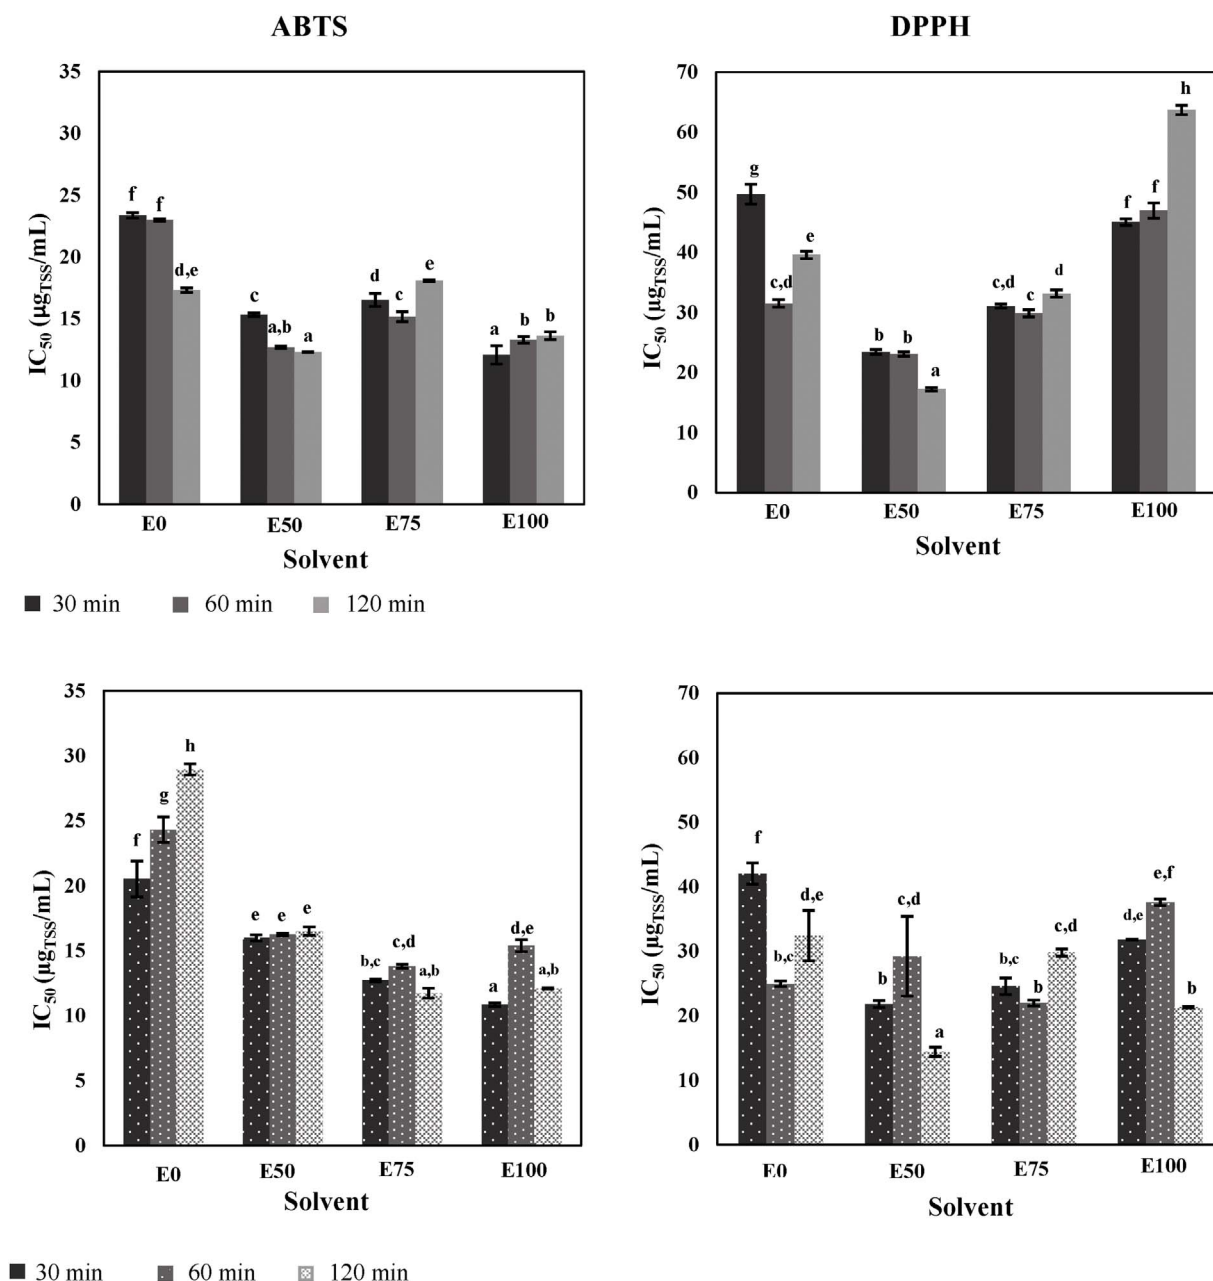 ABTS
35
30
25
20
15
10
5
0
IC50 (µgTSS/mL)
f
f
d,e
c
a,b
a
d
c
e
a
b
b
E0
E50
E75
E100
Solvent
DPPH
70
60
50
40
30
20
10
0
IC50 (µgTSS/mL)
g
c,d
e
b
b
a
c,d
c
d
f
f
h
E0
E50
E75
E100
Solvent
30 min
60 min
120 min
35
30
25
20
15
10
5
0
IC50 (µgTSS/mL)
f
g
h
e
e
e
b,c
c,d
a,b
a
d,e
a,b
E0
E50
E75
E100
Solvent
70
60
50
40
30
20
10
0
IC50 (µgTSS/mL)
f
b,c
d,e
b
c,d
a
b,c
b
c,d
d,e
e,f
b
E0
E50
E75
E100
Solvent
30 min
60 min
120 min